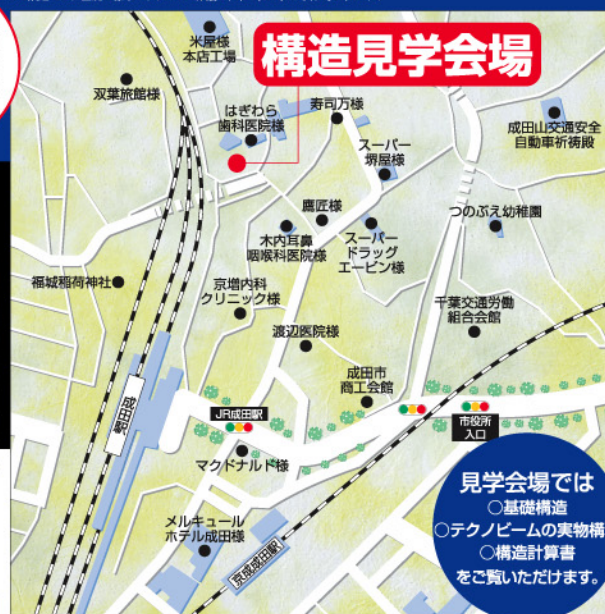 構造見学会場
米屋様
本店工場
双葉旅館様
はぎわら
歯科医院様
寿司万様
スーパー
堺屋様
成田山交通安全
自動車祈祷殿
鷹匠様
つのぶえ幼稚園
木内耳鼻
咽喉科医院様
スーパー
ドラッグ
エービン様
福城稲荷神社
京増内科
クリニック様
千葉交通労働
組合会館
渡辺医院様
成田市
商工会館
成田駅
JR成田駅
市役所
入口
マクドナルド様
メルキュール
ホテル成田様
京成成田駅
見学会場では
○基礎構造
○テクノビームの実物構
○構造計算書
をご覧いただけます。